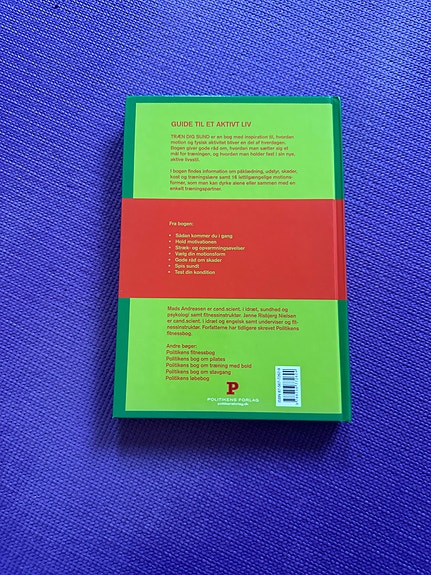 GUIDE TIL ET AKTIVT LIV
TRÆN DIG SUND er en bog med inspiration til, hvordan
motion og fysisk aktivitet bliver en del af hverdagen.
Bogen giver gode råd om, hvordan man sætter sig et
mål for træningen, og hvordan man holder fast i sin nye,
aktive livsstil.
I bogen findes information om påklædning, udstyr, skader,
kost og træningslære samt 16 lettilgængelige motions-
former, som man kan dyrke alene eller sammen med en
enkelt træningspartner.
Fra bogen:
• Sådan kommer du i gang
• Hold motivationen
• Stræk- og opvarmningsøvelser
• Vælg din motionsform
• Gode råd om skader
• Spis sundt
• Test din kondition
Mads Andreasen er cand.scient. i idræt, sundhed og
psykologi samt fitnessinstruktør. Janne Risbjerg Nielsen
er cand.scient. i idræt og engelsk samt underviser og fit-
nessinstruktør. Forfatterne har tidligere skrevet Politikens
fitnessbog.
Andre bøger:
Politikens fitnessbog
Politikens bog om pilates
Politikens bog om træning med bold
Politikens bog om stavgang
Politikens løbebog
P
POLITIKENS FORLAG
politikensforlag.dk